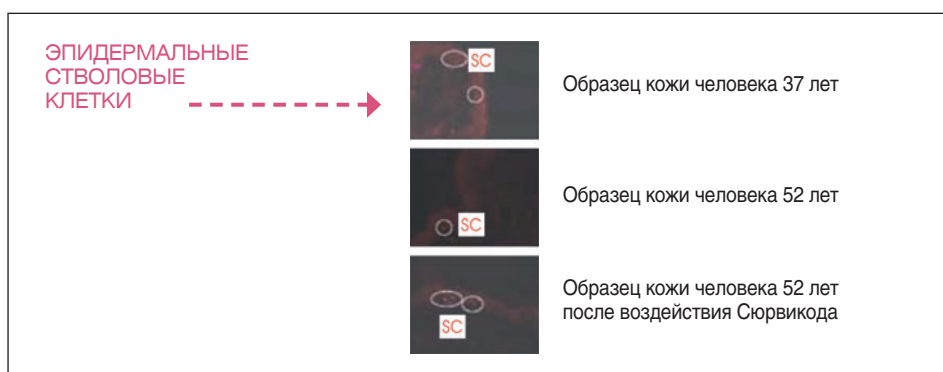 ЭПИДЕРМАЛЬНЫЕ
СТВОЛОВЫЕ
КЛЕТКИ
SC
Образец кожи человека 37 лет
SC
Образец кожи человека 52 лет
SC
Образец кожи человека 52 лет
после воздействия Сюрвикода